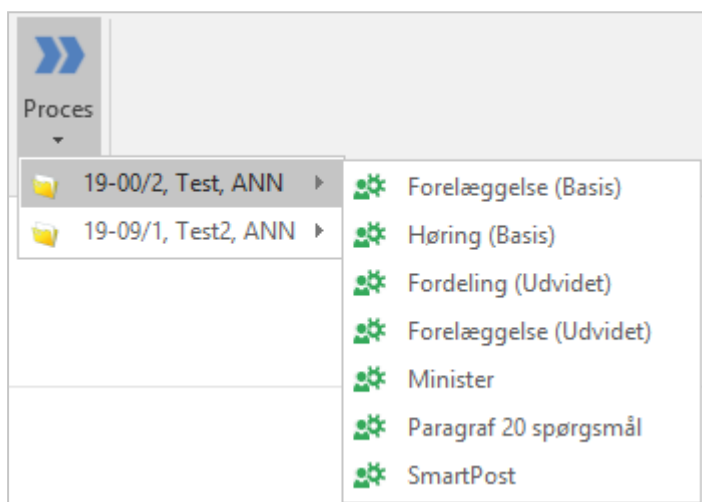 Proces
19-00/2, Test, ANN
19-09/1, Test2, ANN
Forelæggelse (Basis)
Høring (Basis)
Fordeling (Udvidet)
Forelæggelse (Udvidet)
Minister
Paragraf 20 spørgsmål
SmartPost